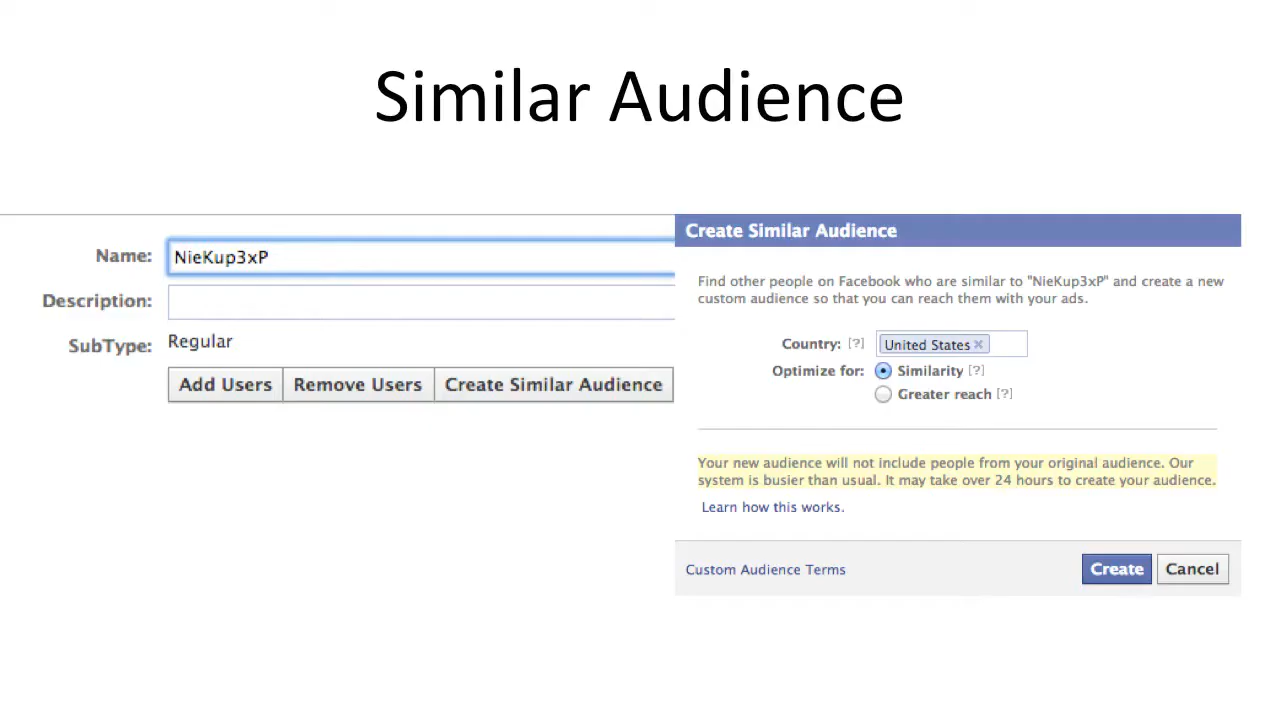 Similar Audience
Name: NieKup3xP
Description:
SubType: Regular
Add Users Remove Users Create Similar Audience
Create Similar Audience
Find other people on Facebook who are similar to "NieKup3xP" and create a new
custom audience so that you can reach them with your ads.
Country: [?] United States ×
Optimize for: Similarity [?]
Greater reach [?]
Your new audience will not include people from your original audience. Our
system is busier than usual. It may take over 24 hours to create your audience.
Learn how this works.
Custom Audience Terms Create Cancel